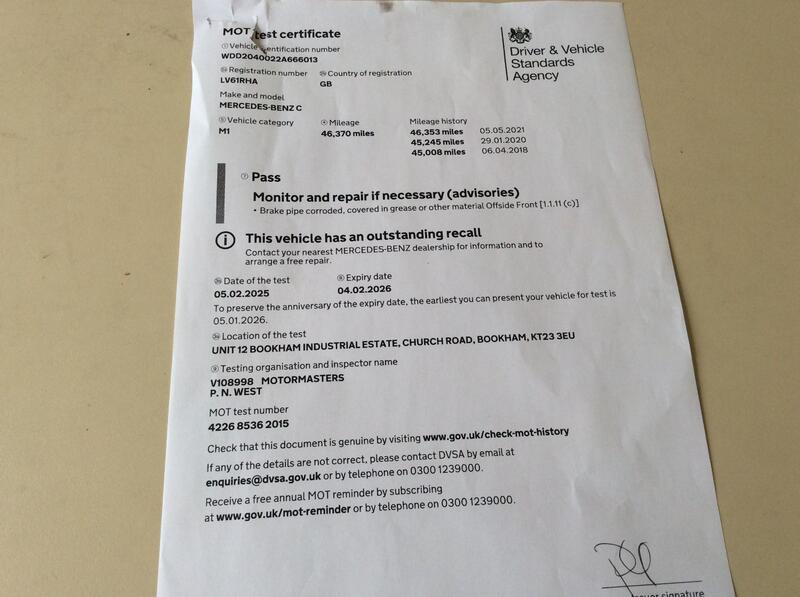 MOT test certificate
Driver & Vehicle
Standards
Agency
Vehicle identification number
WDD2040022A666013
Registration number
Country of registration
LV61RHA
GB
Make and model
MERCEDES-BENZ C
Vehicle category
Mileage
Mileage history
M1
46,370 miles
46,353 miles 05.05.2021
45,245 miles 29.01.2020
45,008 miles 06.04.2018
Pass
Monitor and repair if necessary (advisories)
• Brake pipe corroded, covered in grease or other material Offside Front [1.1.11 (c)]
This vehicle has an outstanding recall
Contact your nearest MERCEDES-BENZ dealership for information and to
arrange a free repair.
Date of the test
Expiry date
05.02.2025
04.02.2026
To preserve the anniversary of the expiry date, the earliest you can present your vehicle for test is
05.01.2026.
Location of the test
UNIT 12 BOOKHAM INDUSTRIAL ESTATE, CHURCH ROAD, BOOKHAM, KT23 3EU
Testing organisation and inspector name
V108998 MOTORMASTERS
P. N. WEST
MOT test number
4226 8536 2015
Check that this document is genuine by visiting www.gov.uk/check-mot-history
If any of the details are not correct, please contact DVSA by email at
enquiries@dvsa.gov.uk or by telephone on 0300 1239000.
Receive a free annual MOT reminder by subscribing
at www.gov.uk/mot-reminder or by telephone on 0300 1239000.
signature